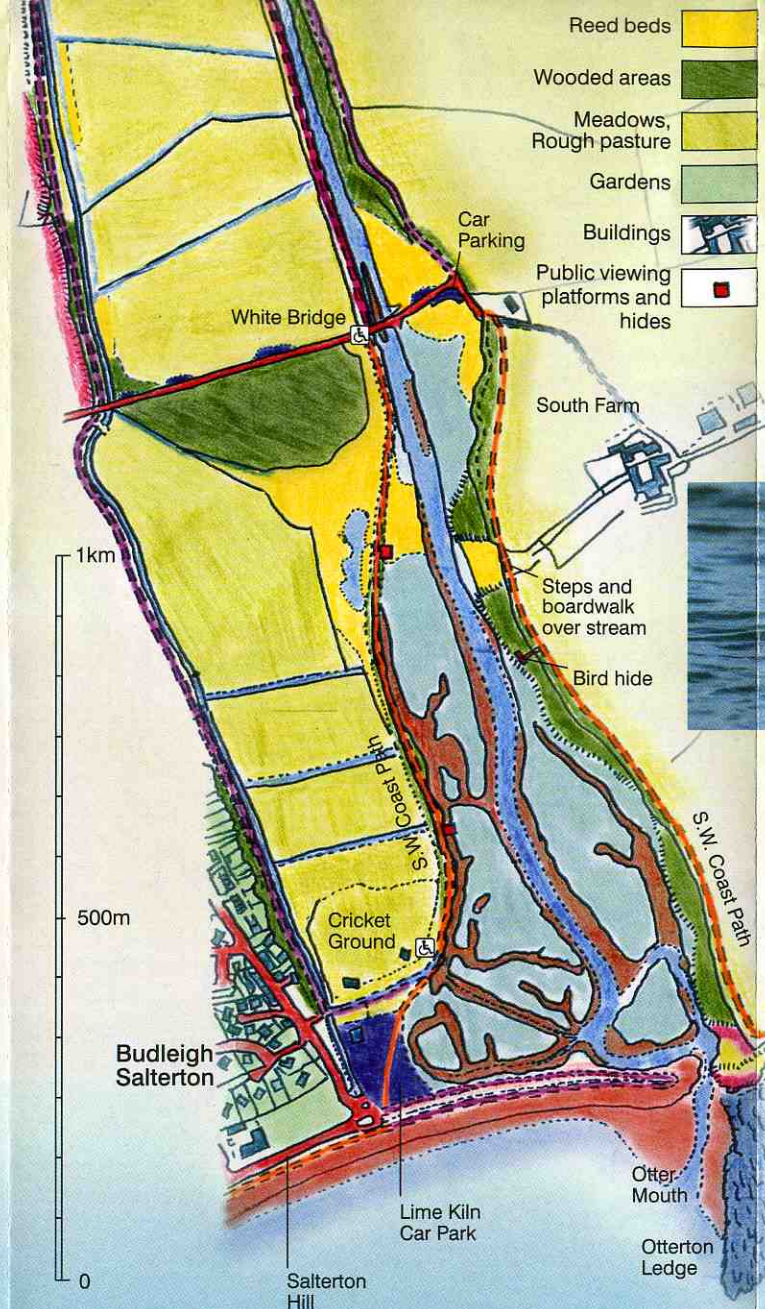 Reed beds
Wooded areas
Meadows,
Rough pasture
Gardens
Buildings
Public viewing
platforms and
hides
Car
Parking
White Bridge
South Farm
1km
Steps and
boardwalk
over stream
Bird hide
S.W. Coast Path
S.W. Coast Path
500m
Cricket
Ground
Budleigh
Salterton
Otter
Mouth
Lime Kiln
Car Park
Otterton
Ledge
0
Salterton
Hill